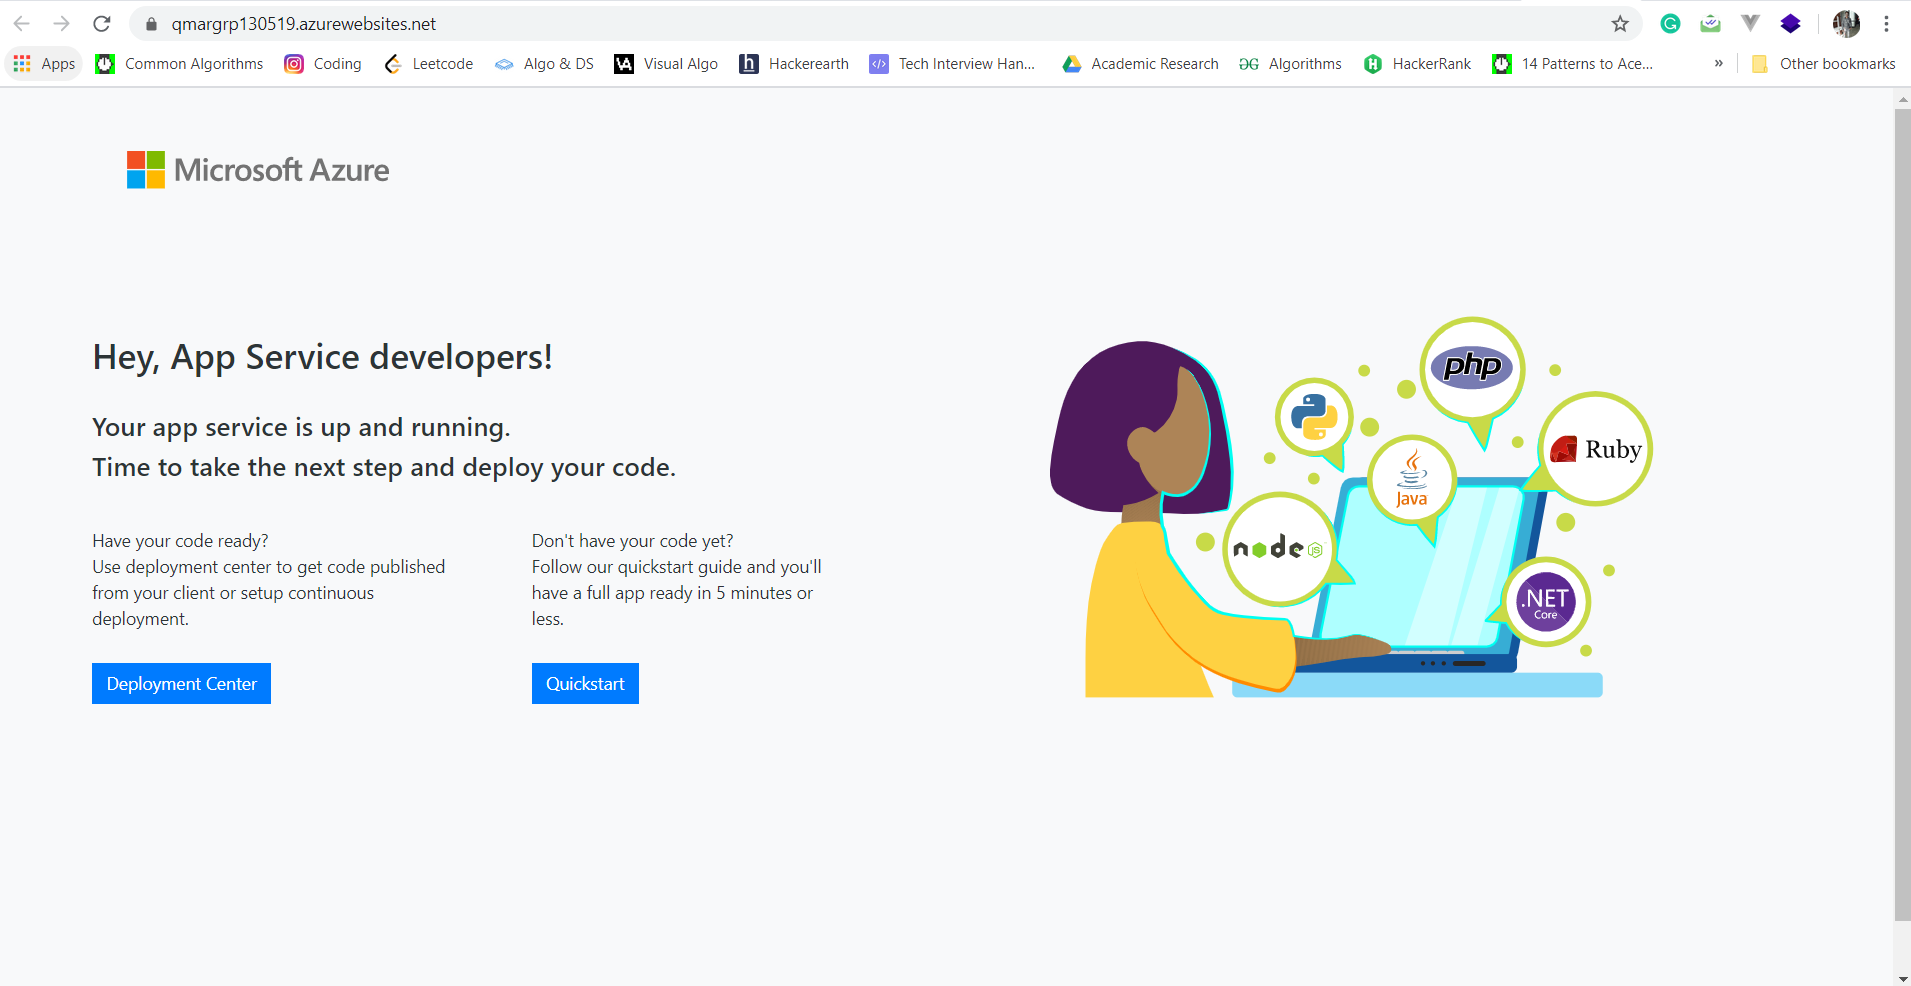 qmargrp130519.azurewebsites.net
Apps Common Algorithms Coding Leetcode Algo & DS VA Visual Algo h Hackerearth </> Tech Interview Han... Academic Research Algorithms H HackerRank 14 Patterns to Ace... » Other bookmarks
Microsoft Azure
Hey, App Service developers!
Your app service is up and running.
Time to take the next step and deploy your code.
Have your code ready?
Use deployment center to get code published
from your client or setup continuous
deployment.
Deployment Center
Don't have your code yet?
Follow our quickstart guide and you'll
have a full app ready in 5 minutes or
less.
Quickstart
php
Ruby
Java
node
JS
.NET
Core